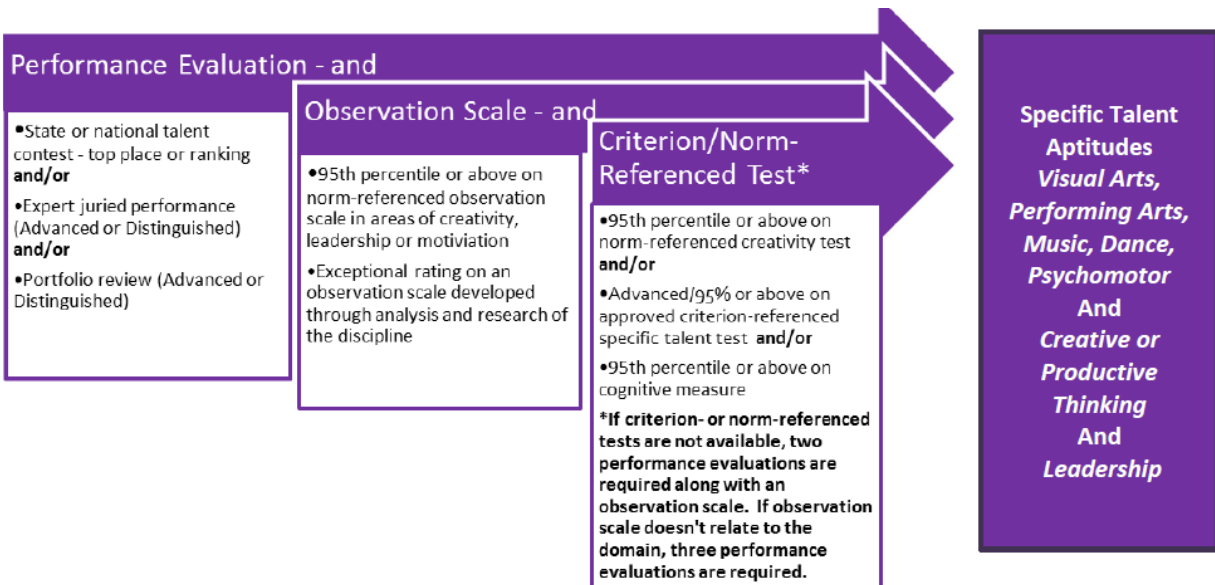 Performance Evaluation - and
•State or national talent
contest - top place or ranking
and/or
•Expert juried performance
(Advanced or Distinguished)
and/or
•Portfolio review (Advanced or
Distinguished)
Observation Scale - and
•95th percentile or above on
norm-referenced observation
scale in areas of creativity,
leadership or motiviation
•Exceptional rating on an
observation scale developed
through analysis and research of
the discipline
Criterion/Norm-
Referenced Test*
•95th percentile or above on
norm-referenced creativity test
and/or
•Advanced/95% or above on
approved criterion-referenced
specific talent test and/or
•95th percentile or above on
cognitive measure
*If criterion- or norm-referenced
tests are not available, two
performance evaluations are
required along with an
observation scale. If observation
scale doesn't relate to the
domain, three performance
evaluations are required.
Specific Talent
Aptitudes
Visual Arts,
Performing Arts,
Music, Dance,
Psychomotor
And
Creative or
Productive
Thinking
And
Leadership